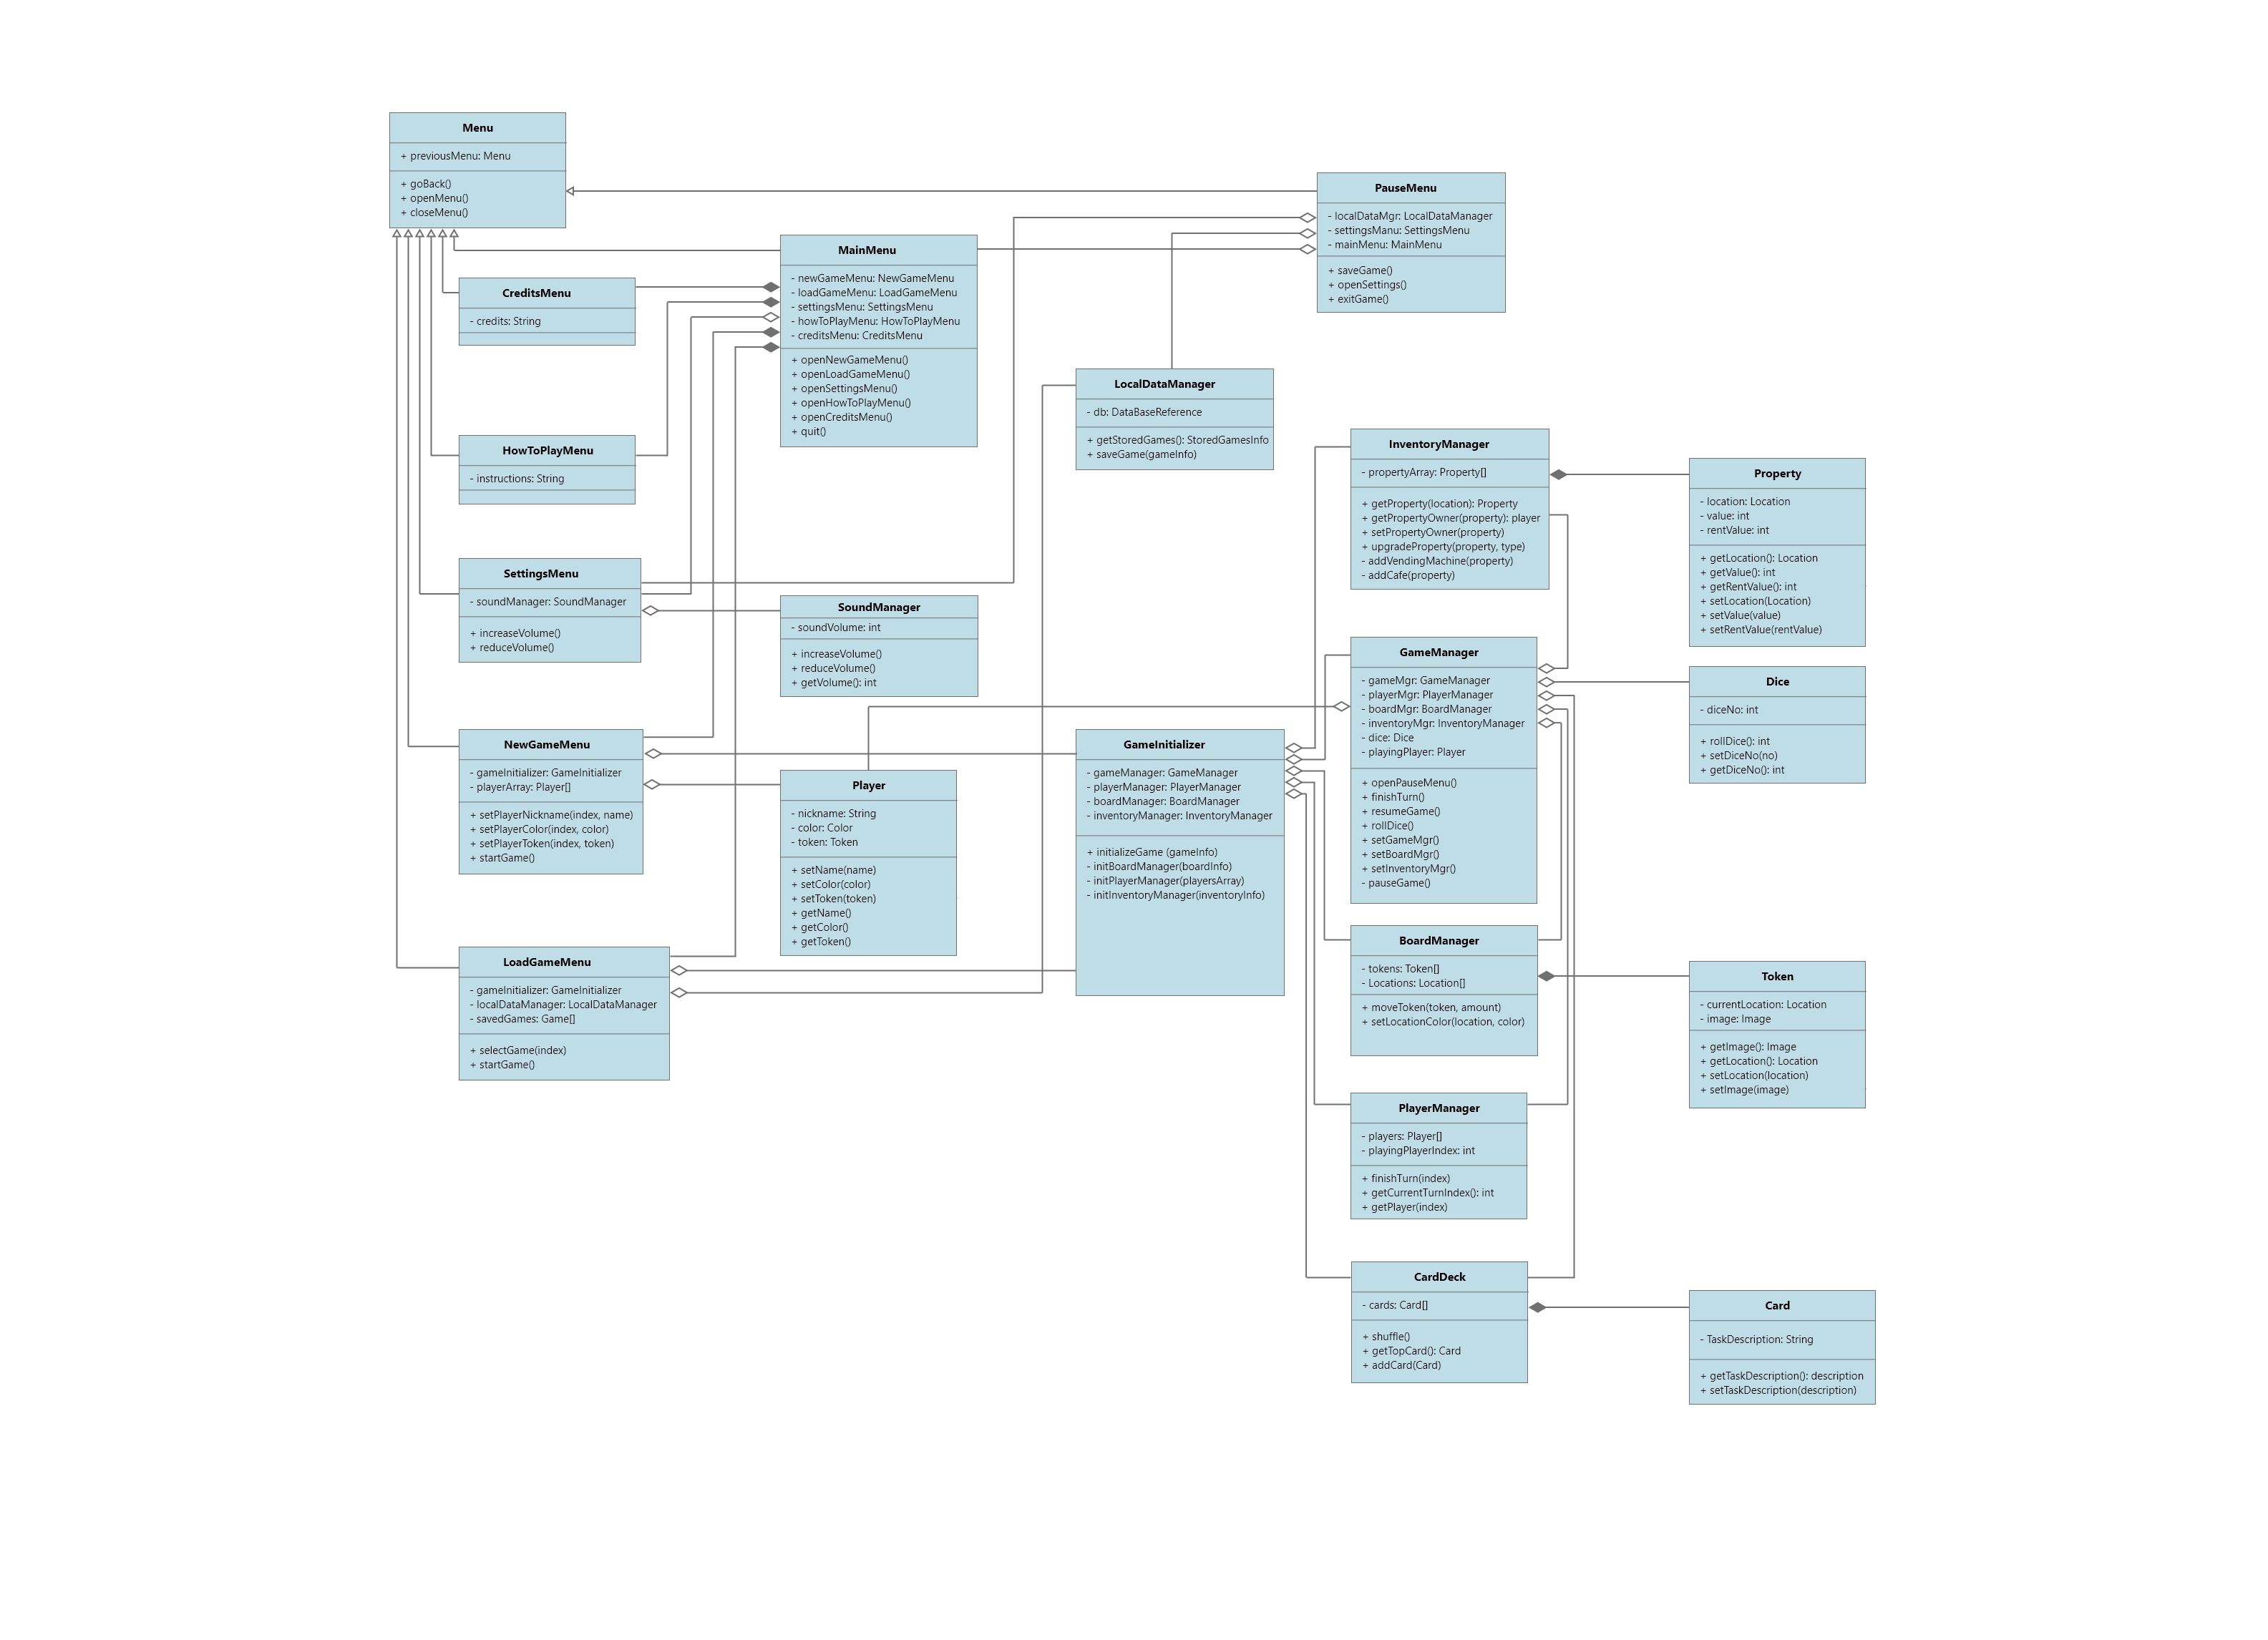 Menu
+ previousMenu: Menu
+ goBack()
+ openMenu()
+ closeMenu()
PauseMenu
- localDataMgr: LocalDataManager
- settingsManu: SettingsMenu
- mainMenu: MainMenu
+ saveGame()
+ openSettings()
+ exitGame()
MainMenu
- newGameMenu: NewGameMenu
- loadGameMenu: LoadGameMenu
- settingsMenu: SettingsMenu
- howToPlayMenu: HowToPlayMenu
- creditsMenu: CreditsMenu
+ openNewGameMenu()
+ openLoadGameMenu()
+ openSettingsMenu()
+ openHowToPlayMenu()
+ openCreditsMenu()
+ quit()
CreditsMenu
- credits: String
LocalDataManager
- db: DataBaseReference
+ getStoredGames(): StoredGamesInfo
+ saveGame(gameInfo)
HowToPlayMenu
- instructions: String
InventoryManager
- propertyArray: Property[]
+ getProperty(location): Property
+ getPropertyOwner(property): player
+ setPropertyOwner(property)
+ upgradeProperty(property, type)
- addVendingMachine(property)
- addCafe(property)
Property
- location: Location
- value: int
- rentValue: int
+ getLocation(): Location
+ getValue(): int
+ getRentValue(): int
+ setLocation(Location)
+ setValue(value)
+ setRentValue(rentValue)
SettingsMenu
- soundManager: SoundManager
+ increaseVolume()
+ reduceVolume()
SoundManager
- soundVolume: int
+ increaseVolume()
+ reduceVolume()
+ getVolume(): int
GameManager
- gameMgr: GameManager
- playerMgr: PlayerManager
- boardMgr: BoardManager
- inventoryMgr: InventoryManager
- dice: Dice
- playingPlayer: Player
+ openPauseMenu()
+ finishTurn()
+ resumeGame()
+ rollDice()
+ setGameMgr()
+ setBoardMgr()
+ setInventoryMgr()
- pauseGame()
Dice
- diceNo: int
+ rollDice(): int
+ setDiceNo(no)
+ getDiceNo(): int
NewGameMenu
- gameInitializer: GameInitializer
- playerArray: Player[]
+ setPlayerNickname(index, name)
+ setPlayerColor(index, color)
+ setPlayerToken(index, token)
+ startGame()
Player
- nickname: String
- color: Color
- token: Token
+ setName(name)
+ setColor(color)
+ setToken(token)
+ getName()
+ getColor()
+ getToken()
GameInitializer
- gameManager: GameManager
- playerManager: PlayerManager
- boardManager: BoardManager
- inventoryManager: InventoryManager
+ initializeGame (gameInfo)
- initBoardManager(boardInfo)
- initPlayerManager(playersArray)
- initInventoryManager(inventoryInfo)
BoardManager
- tokens: Token[]
- Locations: Location[]
+ moveToken(token, amount)
+ setLocationColor(location, color)
LoadGameMenu
- gameInitializer: GameInitializer
- localDataManager: LocalDataManager
- savedGames: Game[]
+ selectGame(index)
+ startGame()
Token
- currentLocation: Location
- image: Image
+ getImage(): Image
+ getLocation(): Location
+ setLocation(location)
+ setImage(image)
PlayerManager
- players: Player[]
- playingPlayerIndex: int
+ finishTurn(index)
+ getCurrentTurnIndex(): int
+ getPlayer(index)
CardDeck
- cards: Card[]
+ shuffle()
+ getTopCard(): Card
+ addCard(Card)
Card
- TaskDescription: String
+ getTaskDescription(): description
+ setTaskDescription(description)